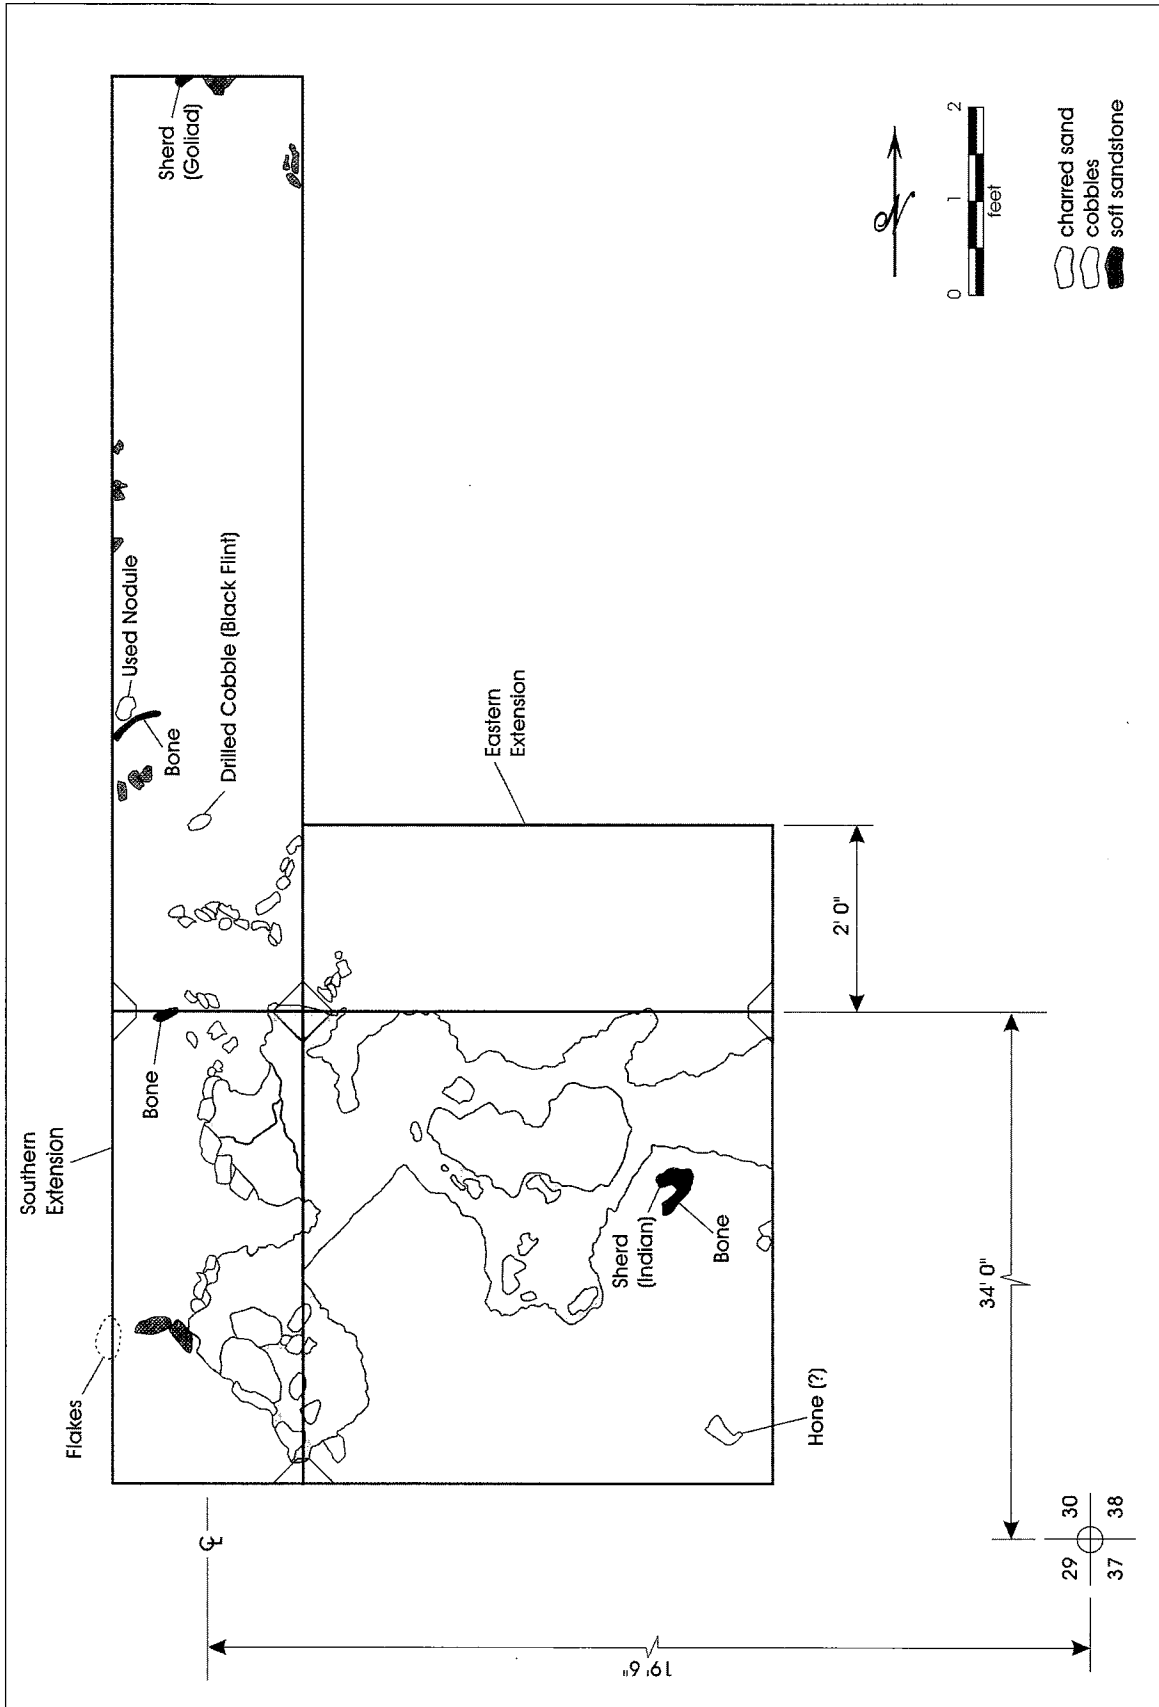 Southern
Extension
Flakes
Bone
Bone
Used Nodule
Drilled Cobble (Black Flint)
Sherd
(Goliad)
Eastern
Extension
Sherd
(Indian)
Bone
Hone (?)
2' 0"
34' 0"
19' 6"
℄
29 30
37 38
N
0 1 2
feet
charred sand
cobbles
soft sandstone